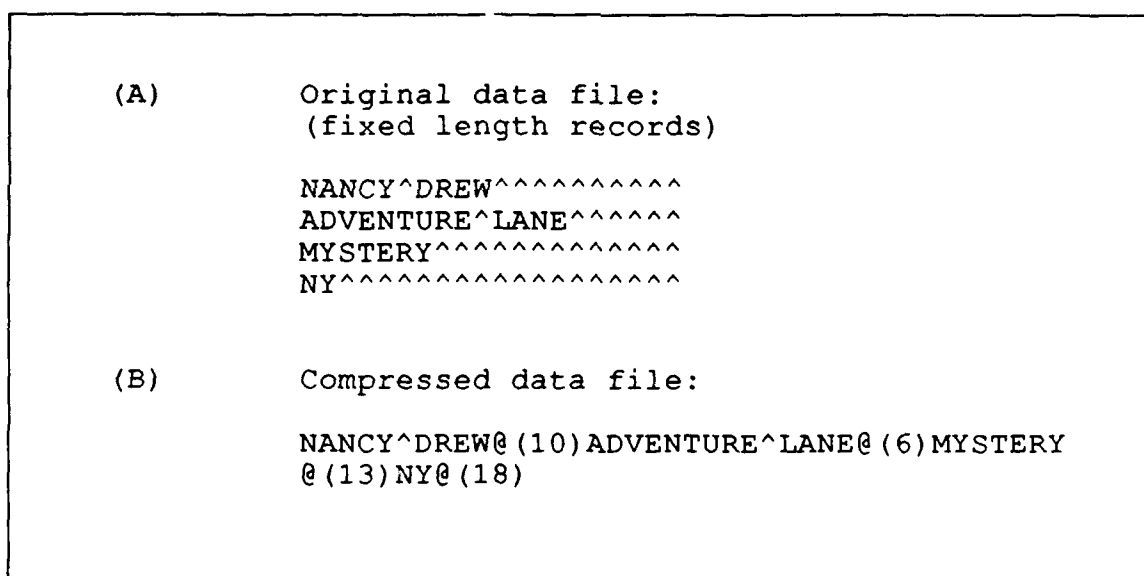 (A) Original data file:
(fixed length records)
NANCY^DREW^^^^^^^^^^
ADVENTURE^LANE^^^^^^
MYSTERY^^^^^^^^^^^^^
NY^^^^^^^^^^^^^^^^^^
(B) Compressed data file:
NANCY^DREW@(10)ADVENTURE^LANE@(6)MYSTERY
@(13)NY@(18)